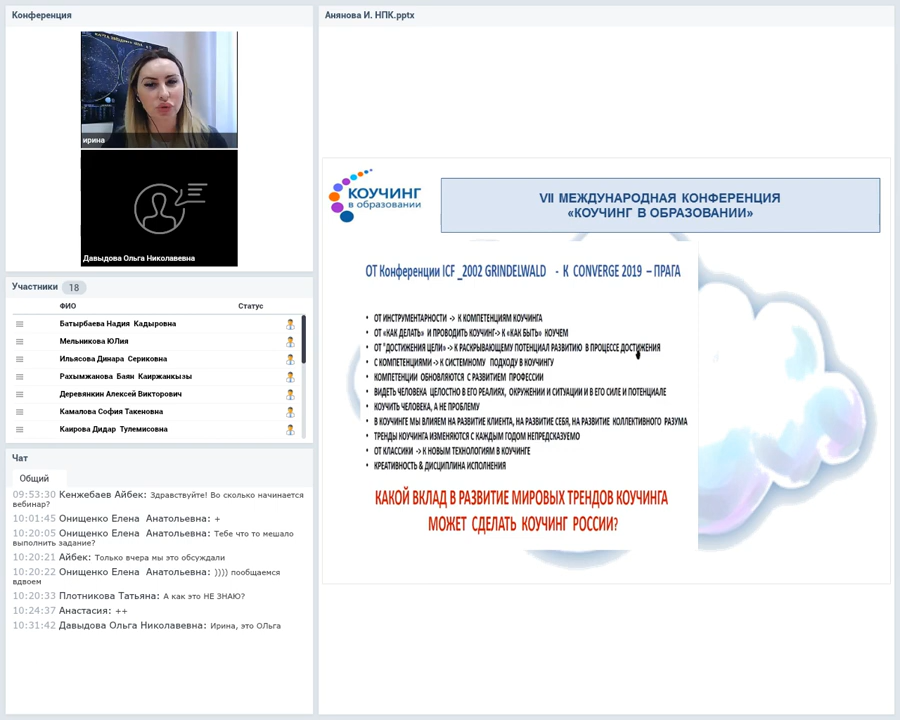 Конференция
ирина
Давыдова Ольга Николаевна
Участники 18
ФИО Статус
Батырбаева Надия Кадыровна
Мельникова ЮЛия
Ильясова Динара Сериковна
Рахымжанова Баян Каиржанкызы
Деревянкин Алексей Викторович
Камалова София Такеновна
Каирова Дидар Тулемисовна
Чат
Общий
09:53:30 Кенжебаев Айбек: Здравствуйте! Во сколько начинается
вебинар?
10:01:45 Онищенко Елена Анатольевна: +
10:20:05 Онищенко Елена Анатольевна: Тебе что то мешало
выполнить задание?
10:20:21 Айбек: Только вчера мы это обсуждали
10:20:22 Онищенко Елена Анатольевна: )))) пообщаемся
вдвоем
10:20:33 Плотникова Татьяна: А как это НЕ ЗНАЮ?
10:24:37 Анастасия: ++
10:31:42 Давыдова Ольга Николаевна: Ирина, это ОЛьга
Анянова И. НПК.pptx
КОУЧИНГ
в образовании
VII МЕЖДУНАРОДНАЯ КОНФЕРЕНЦИЯ
«КОУЧИНГ В ОБРАЗОВАНИИ»
ОТ Конференции ICF _2002 GRINDELWALD - К CONVERGE 2019 – ПРАГА
• ОТ ИНСТРУМЕНТАРНОСТИ -> К КОМПЕТЕНЦИЯМ КОУЧИНГА
• ОТ «КАК ДЕЛАТЬ» И ПРОВОДИТЬ КОУЧИНГ-> К «КАК БЫТЬ» КОУЧЕМ
• ОТ "ДОСТИЖЕНИЯ ЦЕЛИ» -> К РАСКРЫВАЮЩЕМУ ПОТЕНЦИАЛ РАЗВИТИЮ В ПРОЦЕССЕ ДОСТИЖЕНИЯ
• С КОМПЕТЕНЦИЯМИ -> К СИСТЕМНОМУ ПОДХОДУ В КОУЧИНГУ
• КОМПЕТЕНЦИИ ОБНОВЛЯЮТСЯ С РАЗВИТИЕМ ПРОФЕССИИ
• ВИДЕТЬ ЧЕЛОВЕКА ЦЕЛОСТНО В ЕГО РЕАЛИЯХ, ОКРУЖЕНИИ И СИТУАЦИИ И В ЕГО СИЛЕ И ПОТЕНЦИАЛЕ
• КОУЧИТЬ ЧЕЛОВЕКА, А НЕ ПРОБЛЕМУ
• В КОУЧИНГЕ МЫ ВЛИЯЕМ НА РАЗВИТИЕ КЛИЕНТА, НА РАЗВИТИЕ СЕБЯ, НА РАЗВИТИЕ КОЛЛЕКТИВНОГО РАЗУМА
• ТРЕНДЫ КОУЧИНГА ИЗМЕНЯЮТСЯ С КАЖДЫМ ГОДОМ НЕПРЕДСКАЗУЕМО
• ОТ КЛАССИКИ -> К НОВЫМ ТЕХНОЛОГИЯМ В КОУЧИНГЕ
• КРЕАТИВНОСТЬ & ДИСЦИПЛИНА ИСПОЛНЕНИЯ
КАКОЙ ВКЛАД В РАЗВИТИЕ МИРОВЫХ ТРЕНДОВ КОУЧИНГА
МОЖЕТ СДЕЛАТЬ КОУЧИНГ РОССИИ?